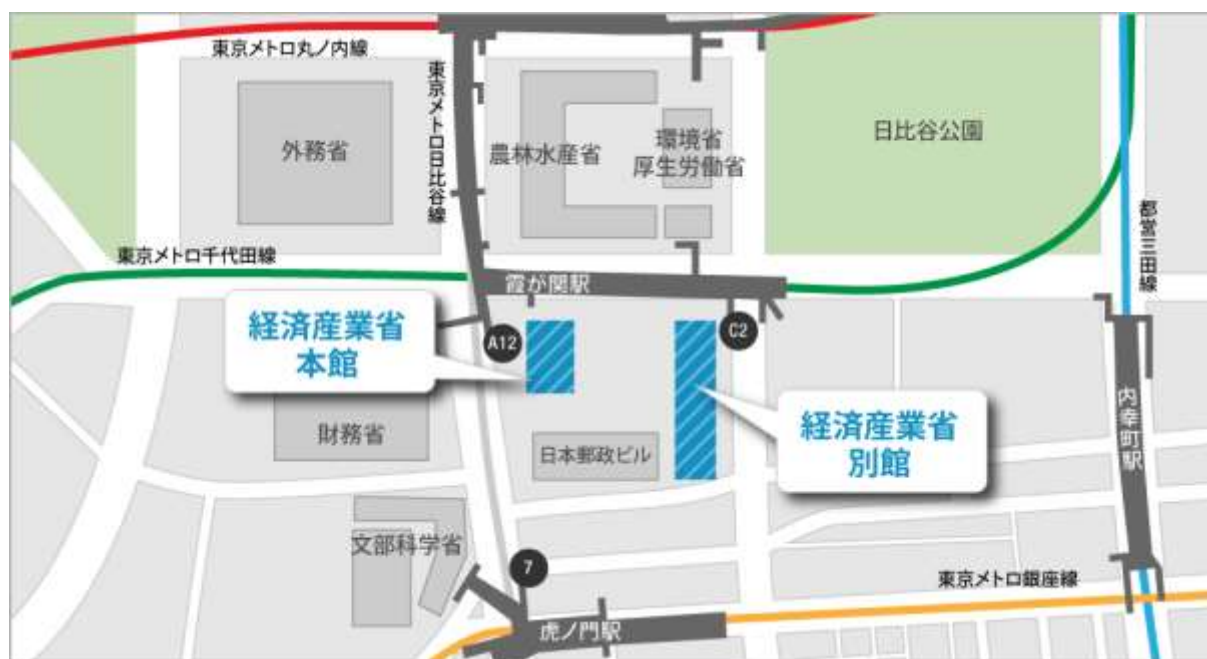 東京メトロ丸ノ内線
東京メトロ日比谷線
外務省
農林水産省
環境省
厚生労働省
日比谷公園
東京メトロ千代田線
都営三田線
霞が関駅
経済産業省
本館
A12
C2
経済産業省
別館
内幸町駅
財務省
日本郵政ビル
文部科学省
7
東京メトロ銀座線
虎ノ門駅